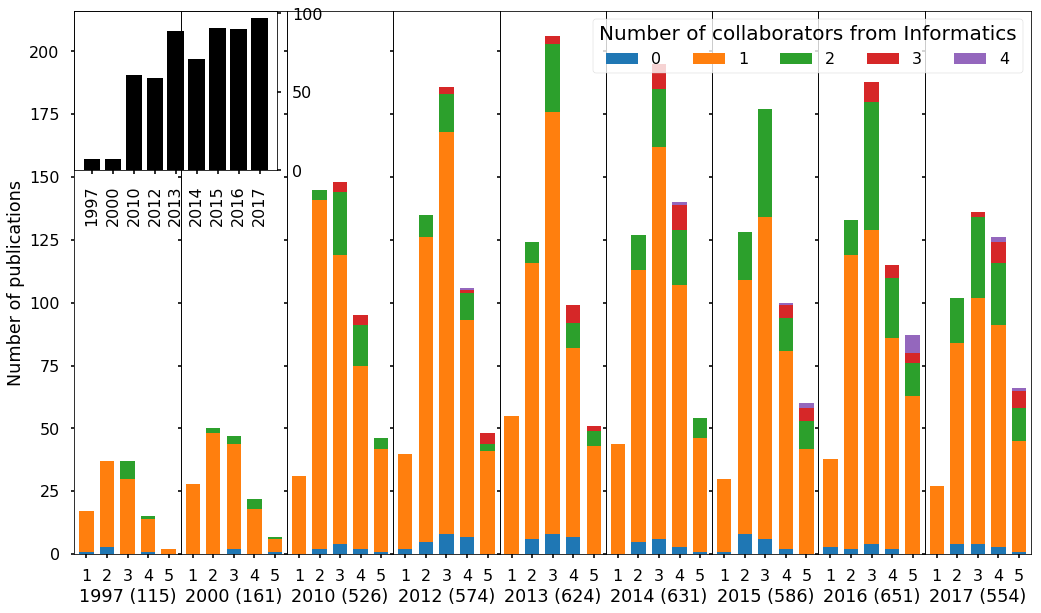 Number of collaborators from Informatics
0 1 2 3 4
100
50
0
1997 2000 2010 2012 2013 2014 2015 2016 2017
Number of publications
200
175
150
125
100
75
50
25
0
1 2 3 4 5 1 2 3 4 5 1 2 3 4 5 1 2 3 4 5 1 2 3 4 5 1 2 3 4 5 1 2 3 4 5 1 2 3 4 5 1 2 3 4 5
1997 (115) 2000 (161) 2010 (526) 2012 (574) 2013 (624) 2014 (631) 2015 (586) 2016 (651) 2017 (554)